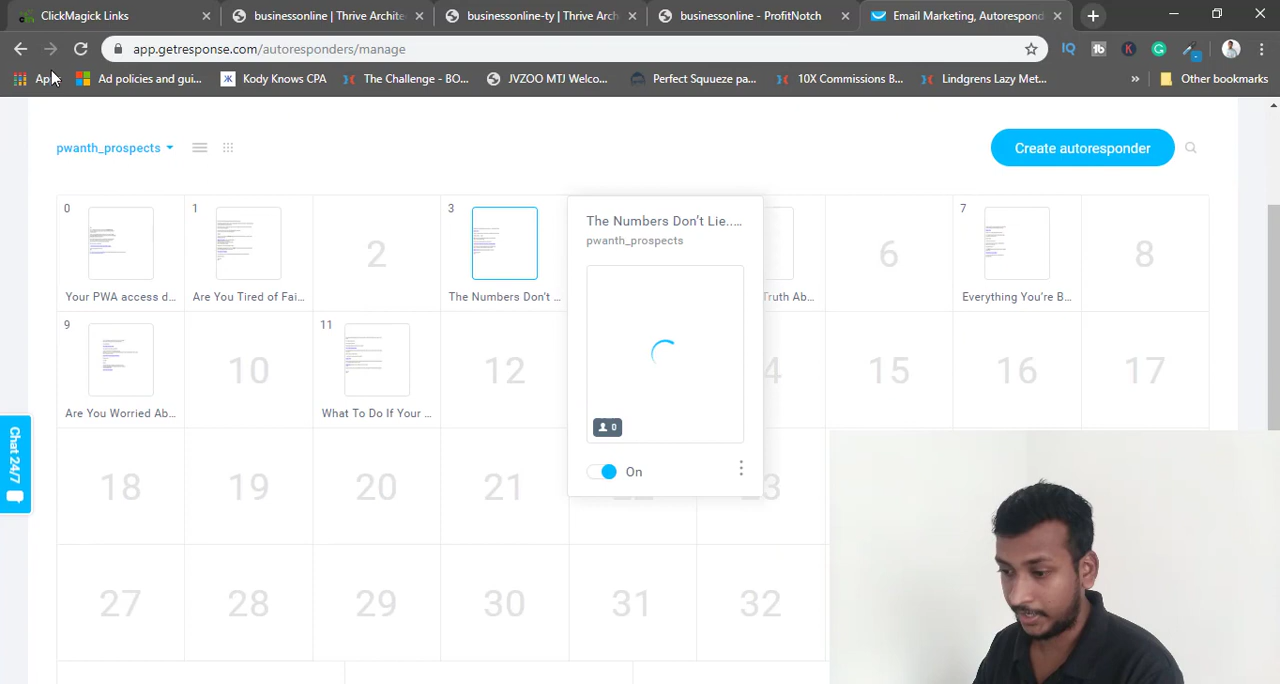 ClickMagick Links
businessonline | Thrive Archite
businessonline-ty | Thrive Arch
businessonline - ProfitNotch
Email Marketing, Autorespond
app.getresponse.com/autoresponders/manage
Ad policies and gui...
Kody Knows CPA
The Challenge - BO...
JVZOO MTJ Welco...
Perfect Squueze pa...
10X Commissions B...
Lindgrens Lazy Met...
»
Other bookmarks
pwanth_prospects
Create autoresponder
0
1
2
3
6
7
8
Your PWA access d...
Are You Tired of Fai...
The Numbers Don't ...
Truth Ab...
Everything You're B...
The Numbers Don't Lie....
pwanth_prospects
0
On
9
10
11
12
4
15
16
17
Are You Worried Ab...
What To Do If Your ...
Chat 24/7
18
19
20
21
23
27
28
29
30
31
32